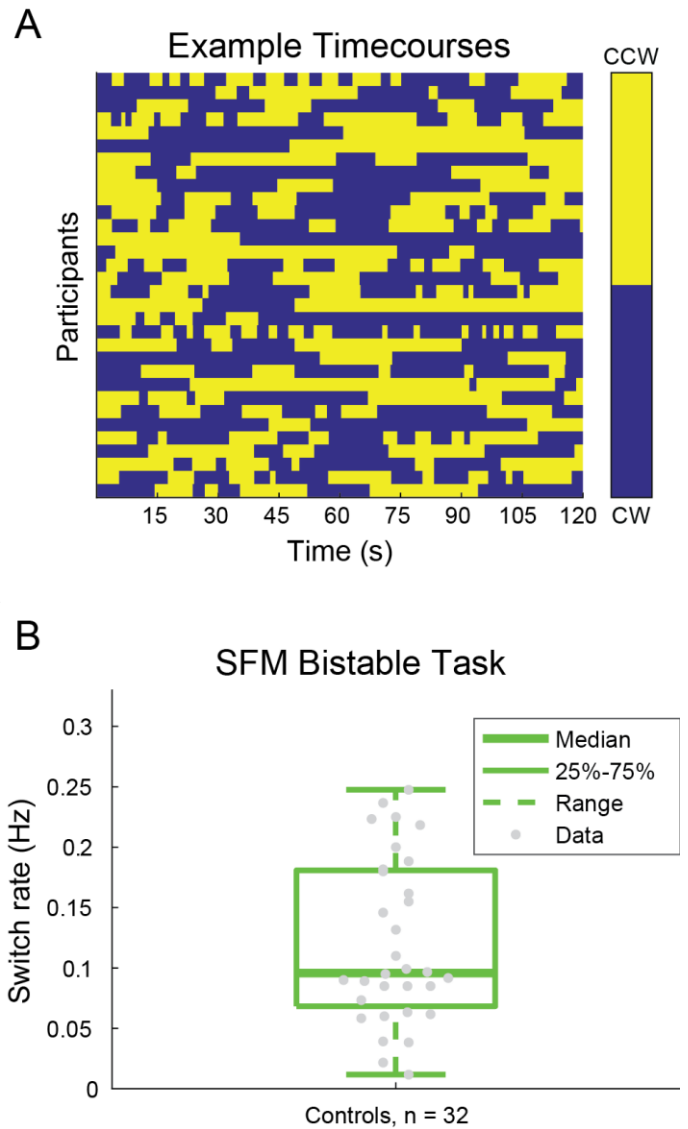 A
Example Timecourses
CCW
Participants
CW
15 30 45 60 75 90 105 120
Time (s)
B
SFM Bistable Task
0.3
0.25
0.2
0.15
0.1
0.05
0
Switch rate (Hz)
Median
25%-75%
Range
Data
Controls, n = 32